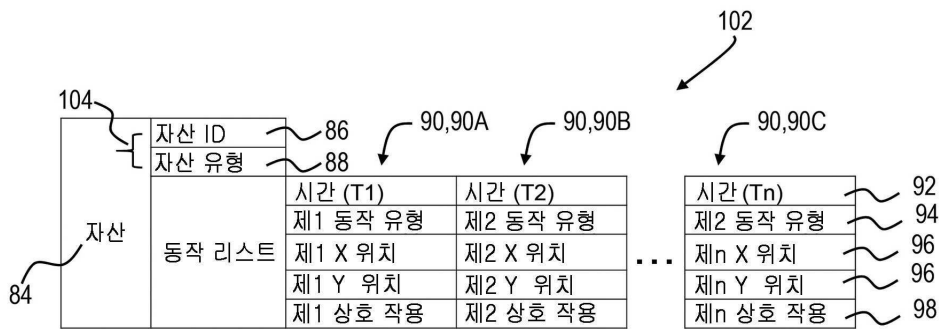 102
104
자산 ID 86
90,90A 90,90B 90,90C
자산 유형 88
시간 (T1) 시간 (T2) 시간 (Tn) 92
제1 동작 유형 제2 동작 유형 제2 동작 유형 94
자산 동작 리스트 제1 X 위치 제2 X 위치 ... 제n X 위치 96
84 제1 Y 위치 제2 Y 위치 제n Y 위치 96
제1 상호 작용 제2 상호 작용 제n 상호 작용 98